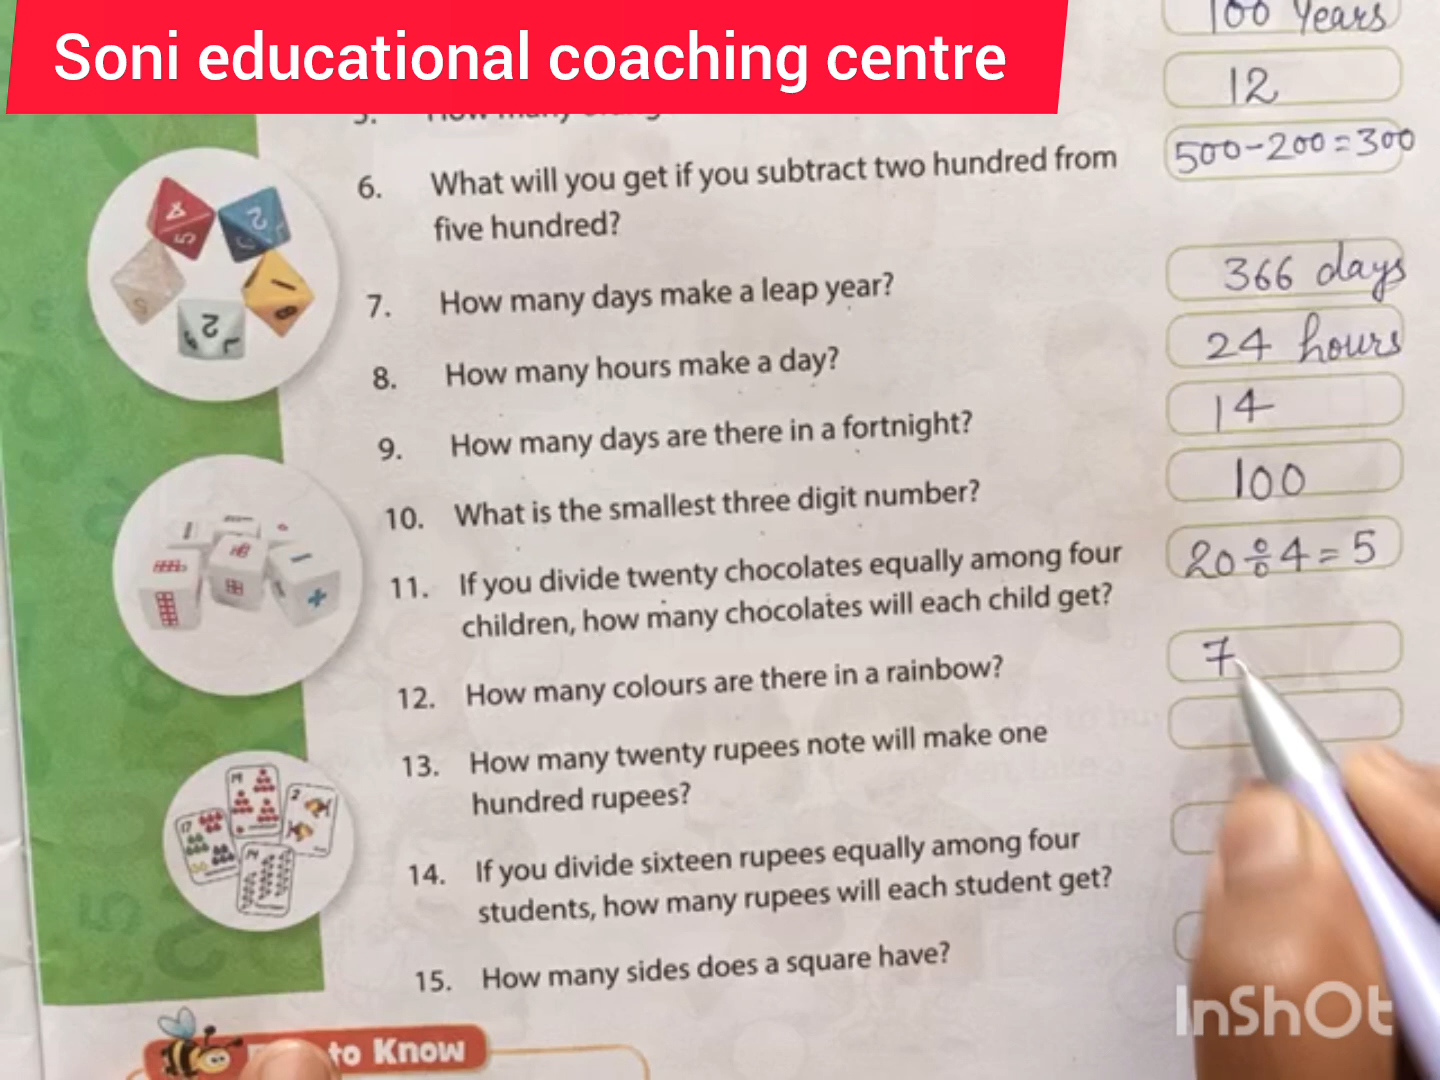 Soni educational coaching centre
100 Years
12
6. What will you get if you subtract two hundred from
five hundred?
500-200=300
7. How many days make a leap year?
366 days
8. How many hours make a day?
24 hours
9. How many days are there in a fortnight?
14
10. What is the smallest three digit number?
100
11. If you divide twenty chocolates equally among four
children, how many chocolates will each child get?
20÷4=5
12. How many colours are there in a rainbow?
7
13. How many twenty rupees note will make one
hundred rupees?
14. If you divide sixteen rupees equally among four
students, how many rupees will each student get?
15. How many sides does a square have?
to Know
InShOt